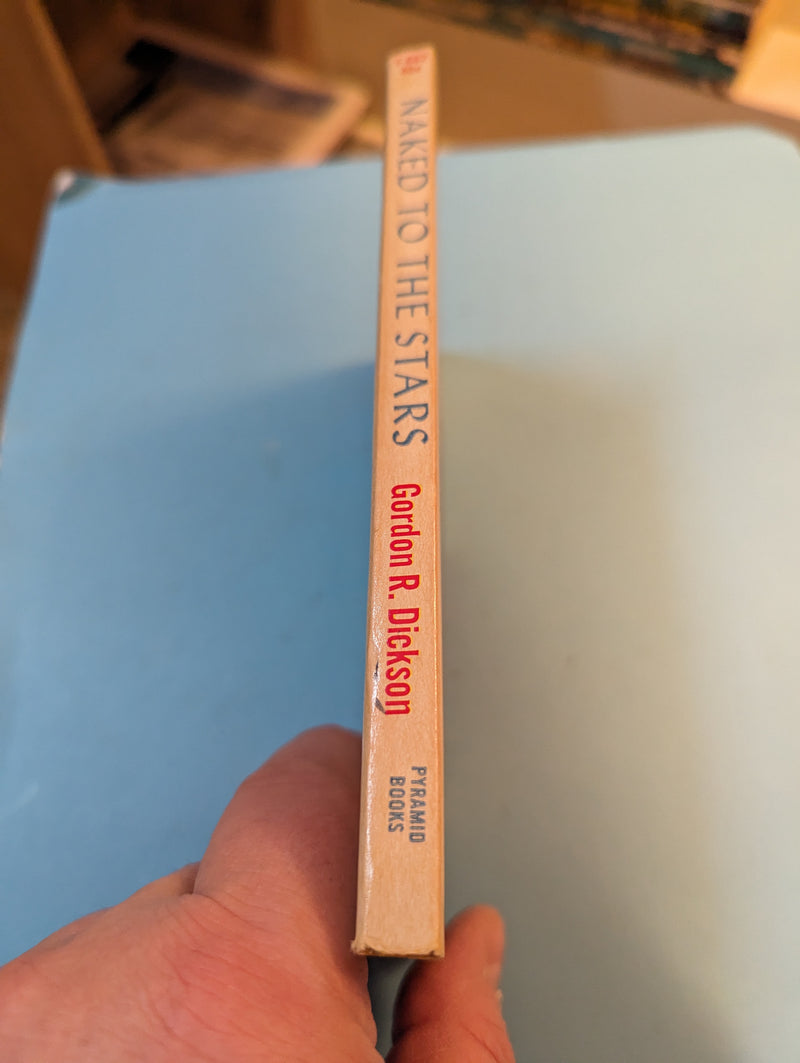 NAKED TO THE STARS
Gordon R. Dickson
PYRAMID
BOOKS